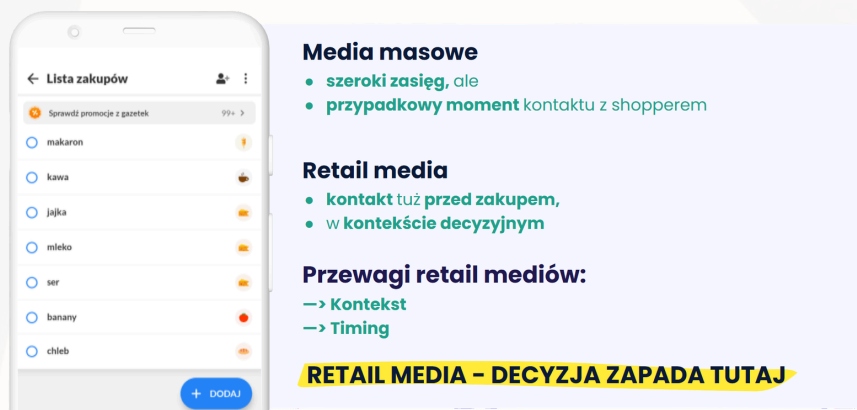 Lista zakupów
Sprawdź promocje z gazetek 99+ >
makaron
kawa
jajka
mleko
ser
banany
chleb
+ DODAJ
Media masowe
• szeroki zasięg, ale
• przypadkowy moment kontaktu z shopperem
Retail media
• kontakt tuż przed zakupem,
• w kontekście decyzyjnym
Przewagi retail mediów:
—> Kontekst
—> Timing
RETAIL MEDIA - DECYZJA ZAPADA TUTAJ